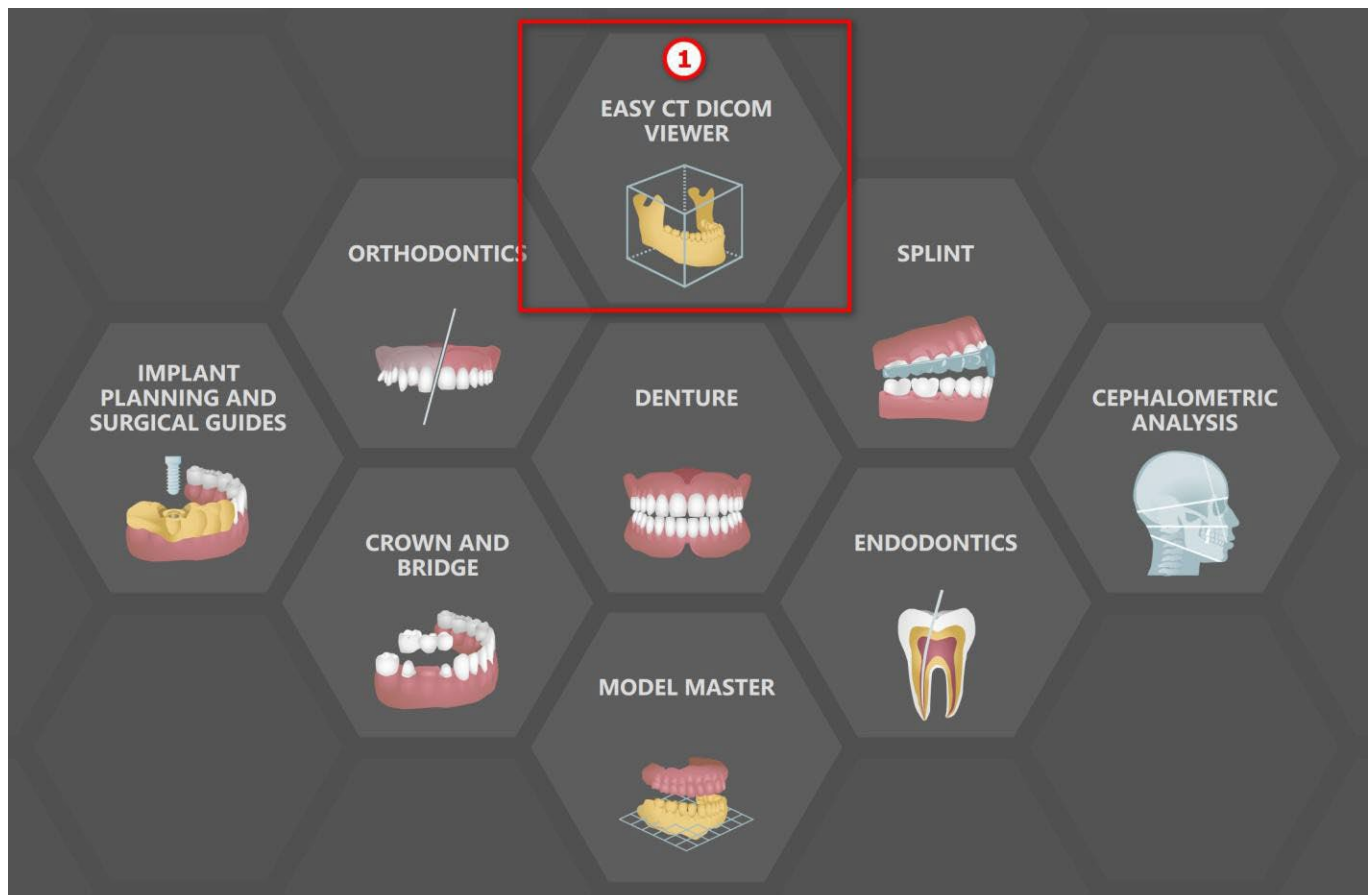 1
EASY CT DICOM
VIEWER
ORTHODONTICS
SPLINT
IMPLANT
PLANNING AND
SURGICAL GUIDES
DENTURE
CEPHALOMETRIC
ANALYSIS
CROWN AND
BRIDGE
ENDODONTICS
MODEL MASTER